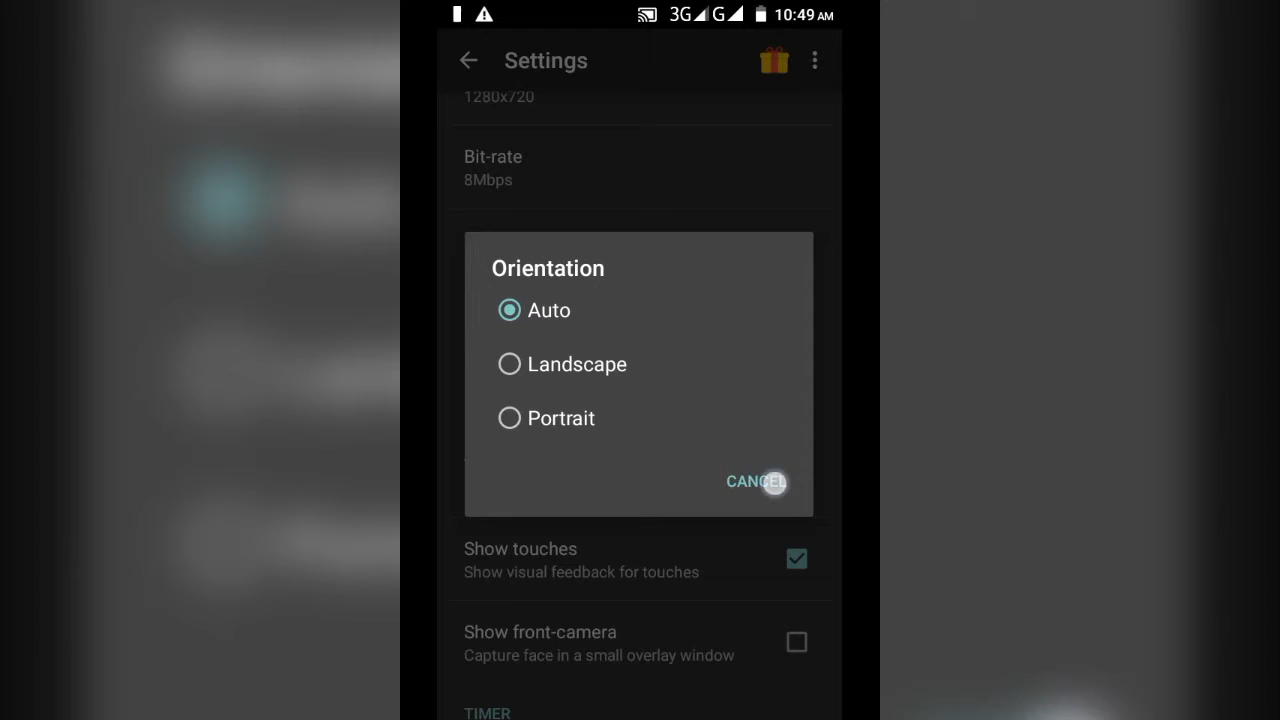 3G G 10:49 AM
Settings
1280x720
Bit-rate
8Mbps
Orientation
Auto
Landscape
Portrait
CANCEL
Show touches
Show visual feedback for touches
Show front-camera
Capture face in a small overlay window
TIMER